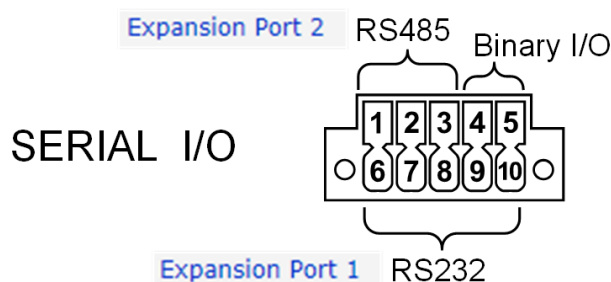 Expansion Port 2 RS485 Binary I/O
1 2 3 4 5
SERIAL I/O
6 7 8 9 10
Expansion Port 1 RS232